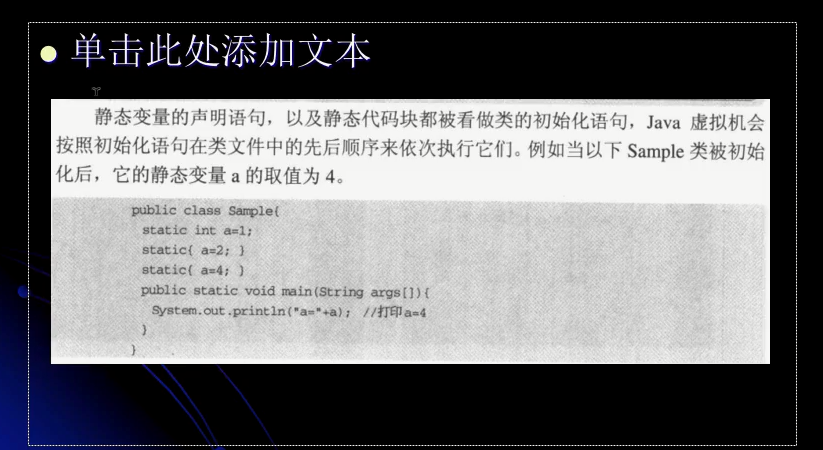 单击此处添加文本
静态变量的声明语句，以及静态代码块都被看做类的初始化语句，Java 虚拟机会
按照初始化语句在类文件中的先后顺序来依次执行它们。例如当以下 Sample 类被初始
化后，它的静态变量 a 的取值为 4。
public class Sample{
static int a=1;
static{ a=2; }
static{ a=4; }
public static void main(String args[]){
System.out.println("a="+a); //打印a=4
}
}